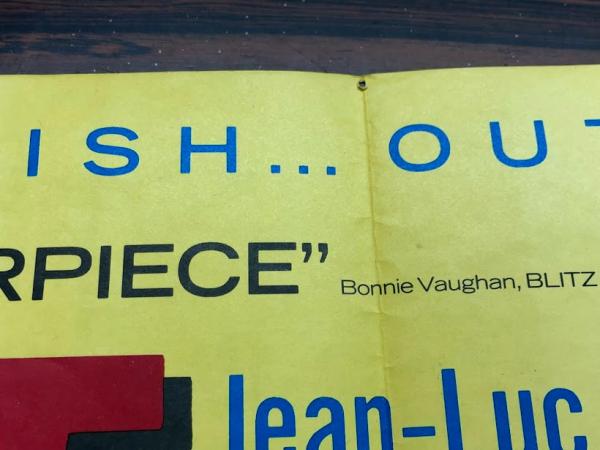 ISH... OUT
RPIECE” Bonnie Vaughan, BLITZ
Jean-Luc